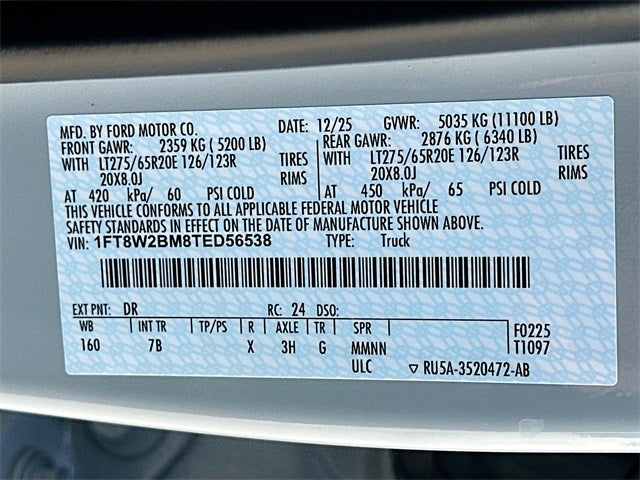 MFD. BY FORD MOTOR CO. DATE: 12/25 GVWR: 5035 KG (11100 LB)
FRONT GAWR: 2359 KG ( 5200 LB) REAR GAWR: 2876 KG ( 6340 LB)
WITH LT275/65R20E 126/123R TIRES WITH LT275/65R20E 126/123R TIRES
20X8.0J RIMS 20X8.0J RIMS
AT 420 kPa/ 60 PSI COLD AT 450 kPa/ 65 PSI COLD
THIS VEHICLE CONFORMS TO ALL APPLICABLE FEDERAL MOTOR VEHICLE
SAFETY STANDARDS IN EFFECT ON THE DATE OF MANUFACTURE SHOWN ABOVE.
VIN: 1FT8W2BM8TED56538 TYPE: Truck
EXT PNT: DR RC: 24 DSO:
WB INT TR TP/PS R AXLE TR SPR F0225
160 7B X 3H G MMNN T1097
ULC ▽ RU5A-3520472-AB